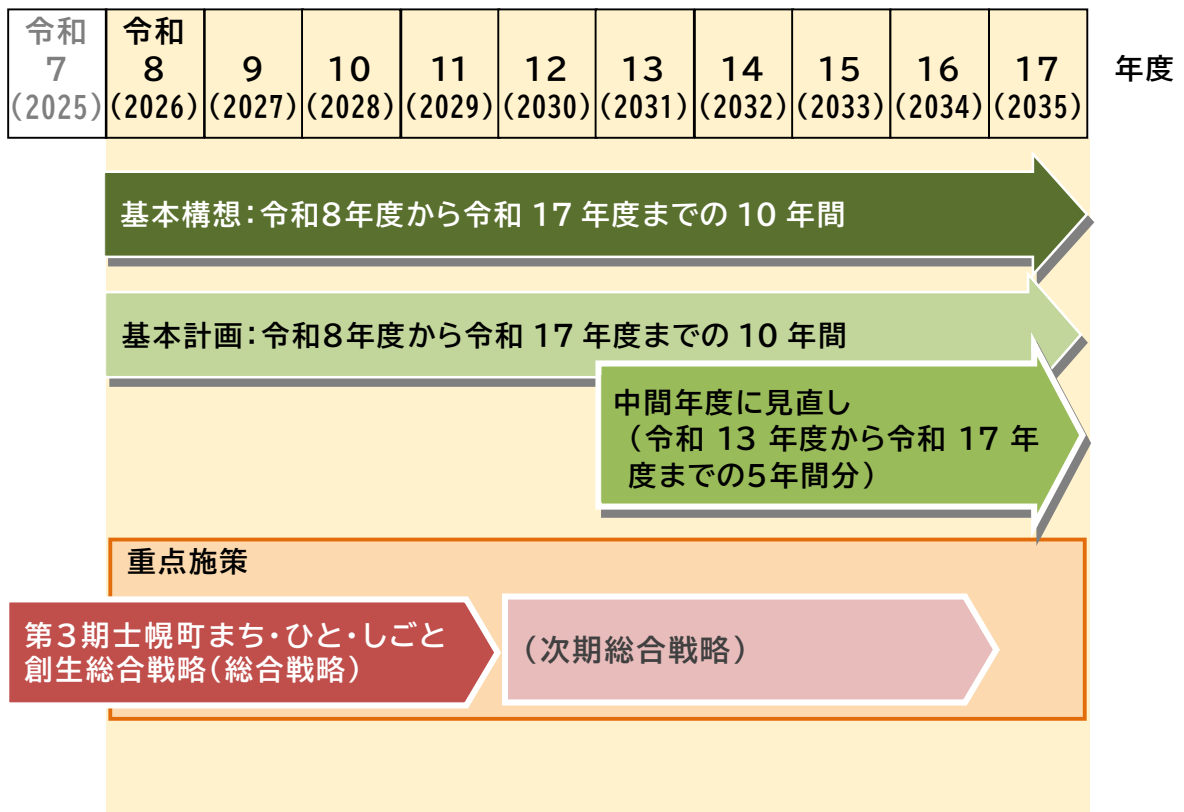 令和 令和
7 8 9 10 11 12 13 14 15 16 17 年度
(2025) (2026) (2027) (2028) (2029) (2030) (2031) (2032) (2033) (2034) (2035)
基本構想：令和８年度から令和 17 年度までの 10 年間
基本計画：令和８年度から令和 17 年度までの 10 年間
中間年度に見直し
（令和 13 年度から令和 17 年
度までの５年間分）
重点施策
第３期士幌町まち・ひと・しごと
創生総合戦略（総合戦略）
（次期総合戦略）